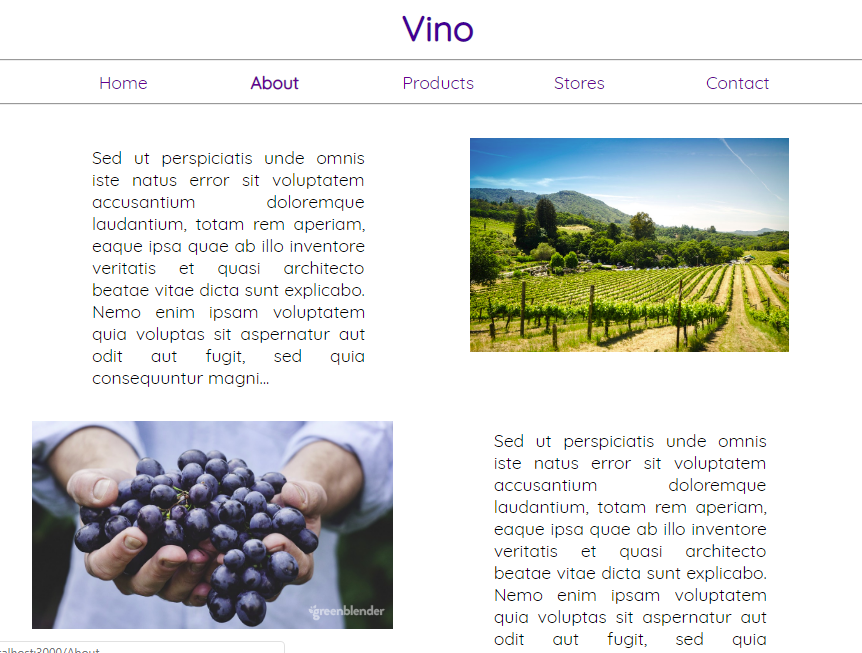 Vino
Home About Products Stores Contact
Sed ut perspiciatis unde omnis
iste natus error sit voluptatem
accusantium doloremque
laudantium, totam rem aperiam,
eaque ipsa quae ab illo inventore
veritatis et quasi architecto
beatae vitae dicta sunt explicabo.
Nemo enim ipsam voluptatem
quia voluptas sit aspernatur aut
odit aut fugit, sed quia
consequuntur magni...
greenblender
Sed ut perspiciatis unde omnis
iste natus error sit voluptatem
accusantium doloremque
laudantium, totam rem aperiam,
eaque ipsa quae ab illo inventore
veritatis et quasi architecto
beatae vitae dicta sunt explicabo.
Nemo enim ipsam voluptatem
quia voluptas sit aspernatur aut
odit aut fugit, sed quia
alhost:3000/About